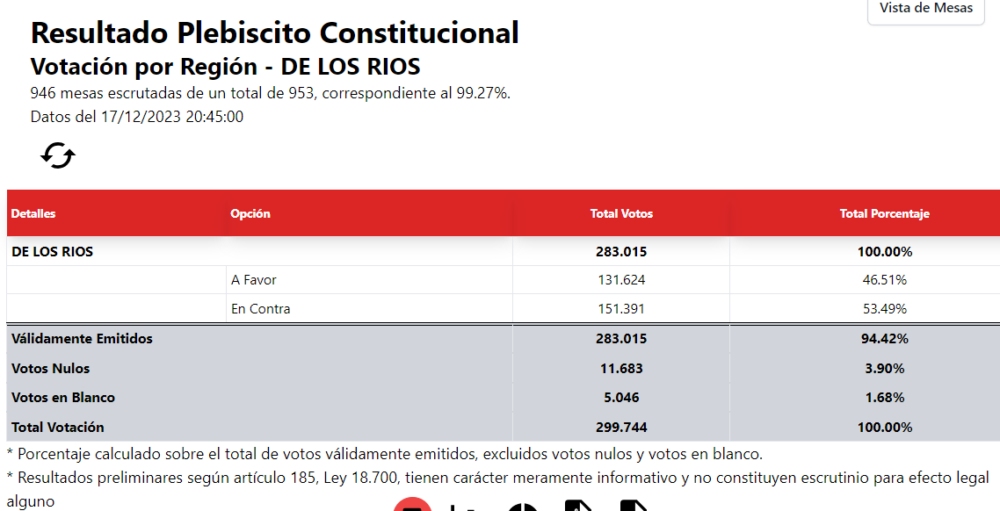 Vista de Mesas
Resultado Plebiscito Constitucional
Votación por Región - DE LOS RIOS
946 mesas escrutadas de un total de 953, correspondiente al 99.27%.
Datos del 17/12/2023 20:45:00
Detalles Opción Total Votos Total Porcentaje
DE LOS RIOS 283.015 100.00%
A Favor 131.624 46.51%
En Contra 151.391 53.49%
Válidamente Emitidos 283.015 94.42%
Votos Nulos 11.683 3.90%
Votos en Blanco 5.046 1.68%
Total Votación 299.744 100.00%
* Porcentaje calculado sobre el total de votos válidamente emitidos, excluidos votos nulos y votos en blanco.
* Resultados preliminares según artículo 185, Ley 18.700, tienen carácter meramente informativo y no constituyen escrutinio para efecto legal
alguno